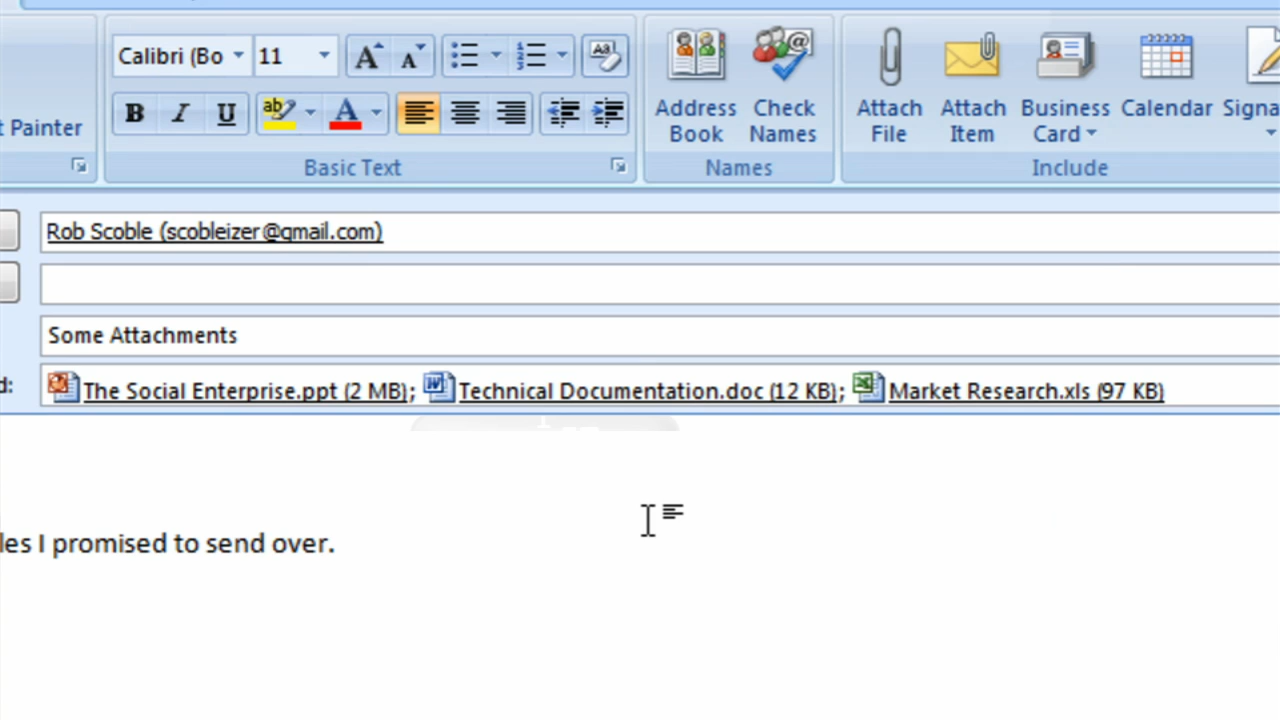 Calibri (Bo 11
A A
B I U ab A
t Painter
Address Book
Check Names
Attach File
Attach Item
Business Card
Calendar
Signa
Basic Text
Names
Include
Rob Scoble (scobleizer@gmail.com)
Some Attachments
d: The Social Enterprise.ppt (2 MB); Technical Documentation.doc (12 KB); Market Research.xls (97 KB)
les I promised to send over.